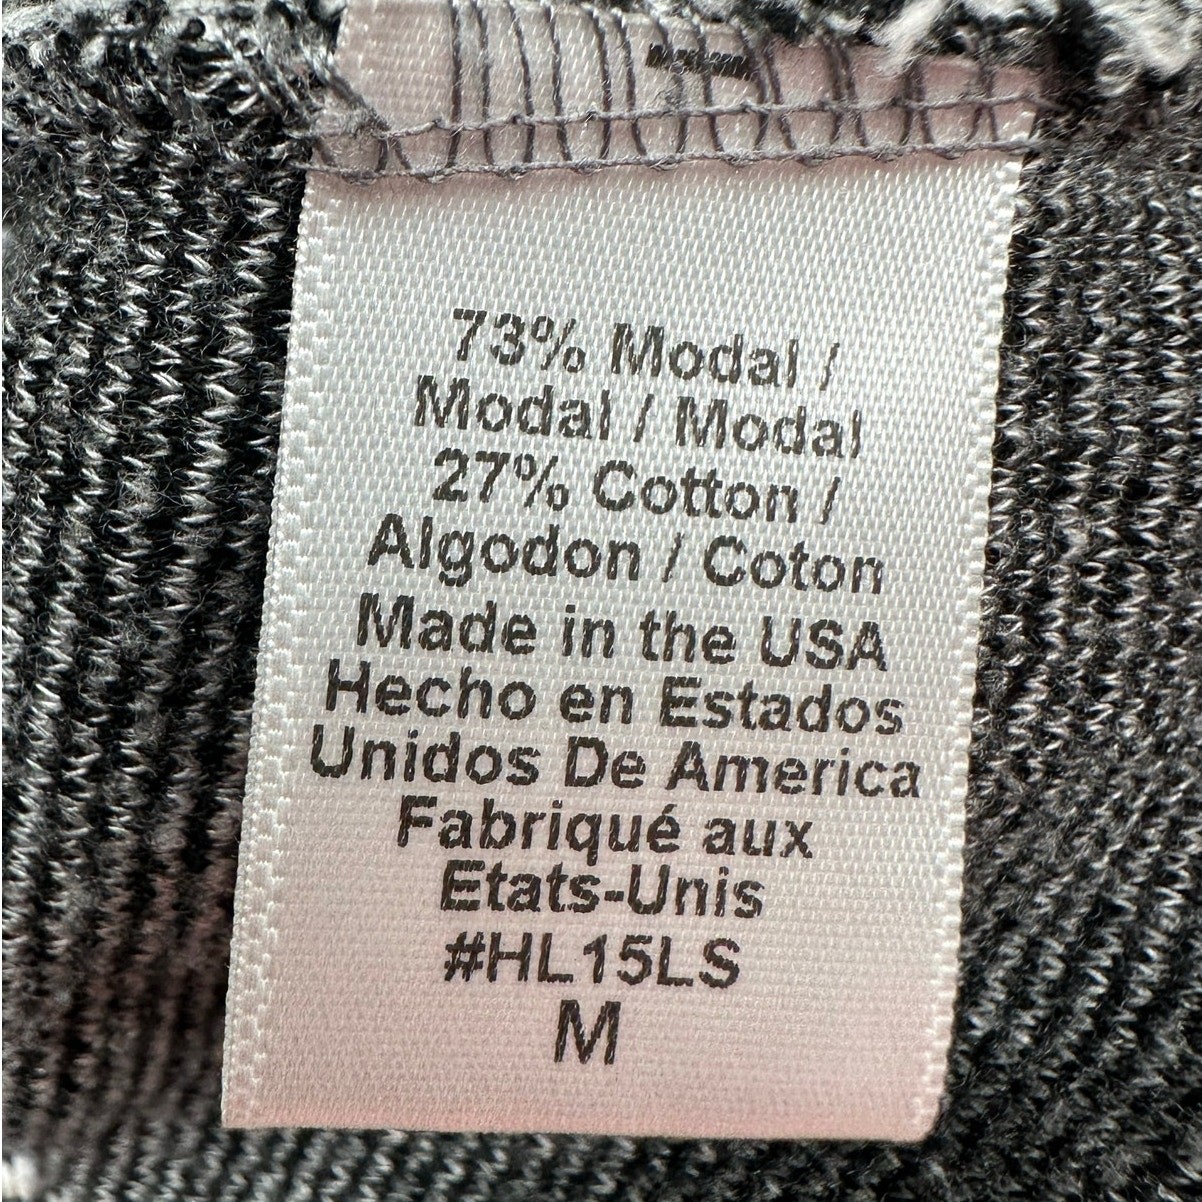 73% Modal /
Modal / Modal
27% Cotton /
Algodon / Coton
Made in the USA
Hecho en Estados
Unidos De America
Fabriqué aux
Etats-Unis
#HL15LS
M